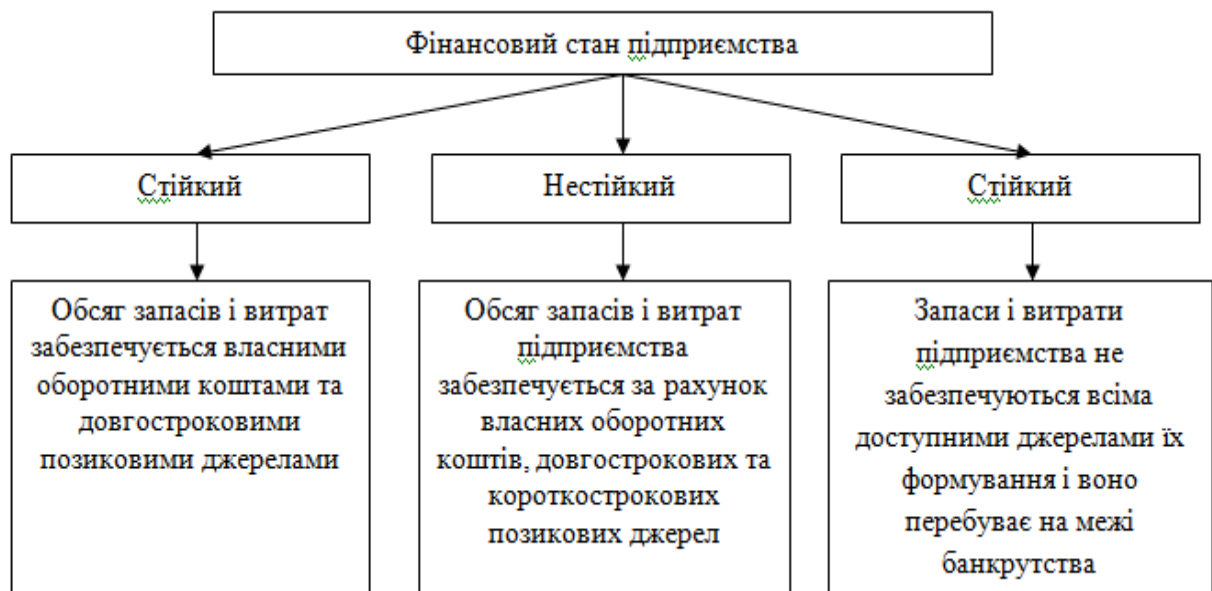 Фінансовий стан підприємства
Стійкий
Нестійкий
Стійкий
Обсяг запасів і витрат
забезпечується власними
оборотними коштами та
довгостроковими
позиковими джерелами
Обсяг запасів і витрат
підприємства
забезпечується за рахунок
власних оборотних
коштів, довгострокових та
короткострокових
позикових джерел
Запаси і витрати
підприємства не
забезпечуються всіма
доступними джерелами їх
формування і воно
перебуває на межі
банкрутства